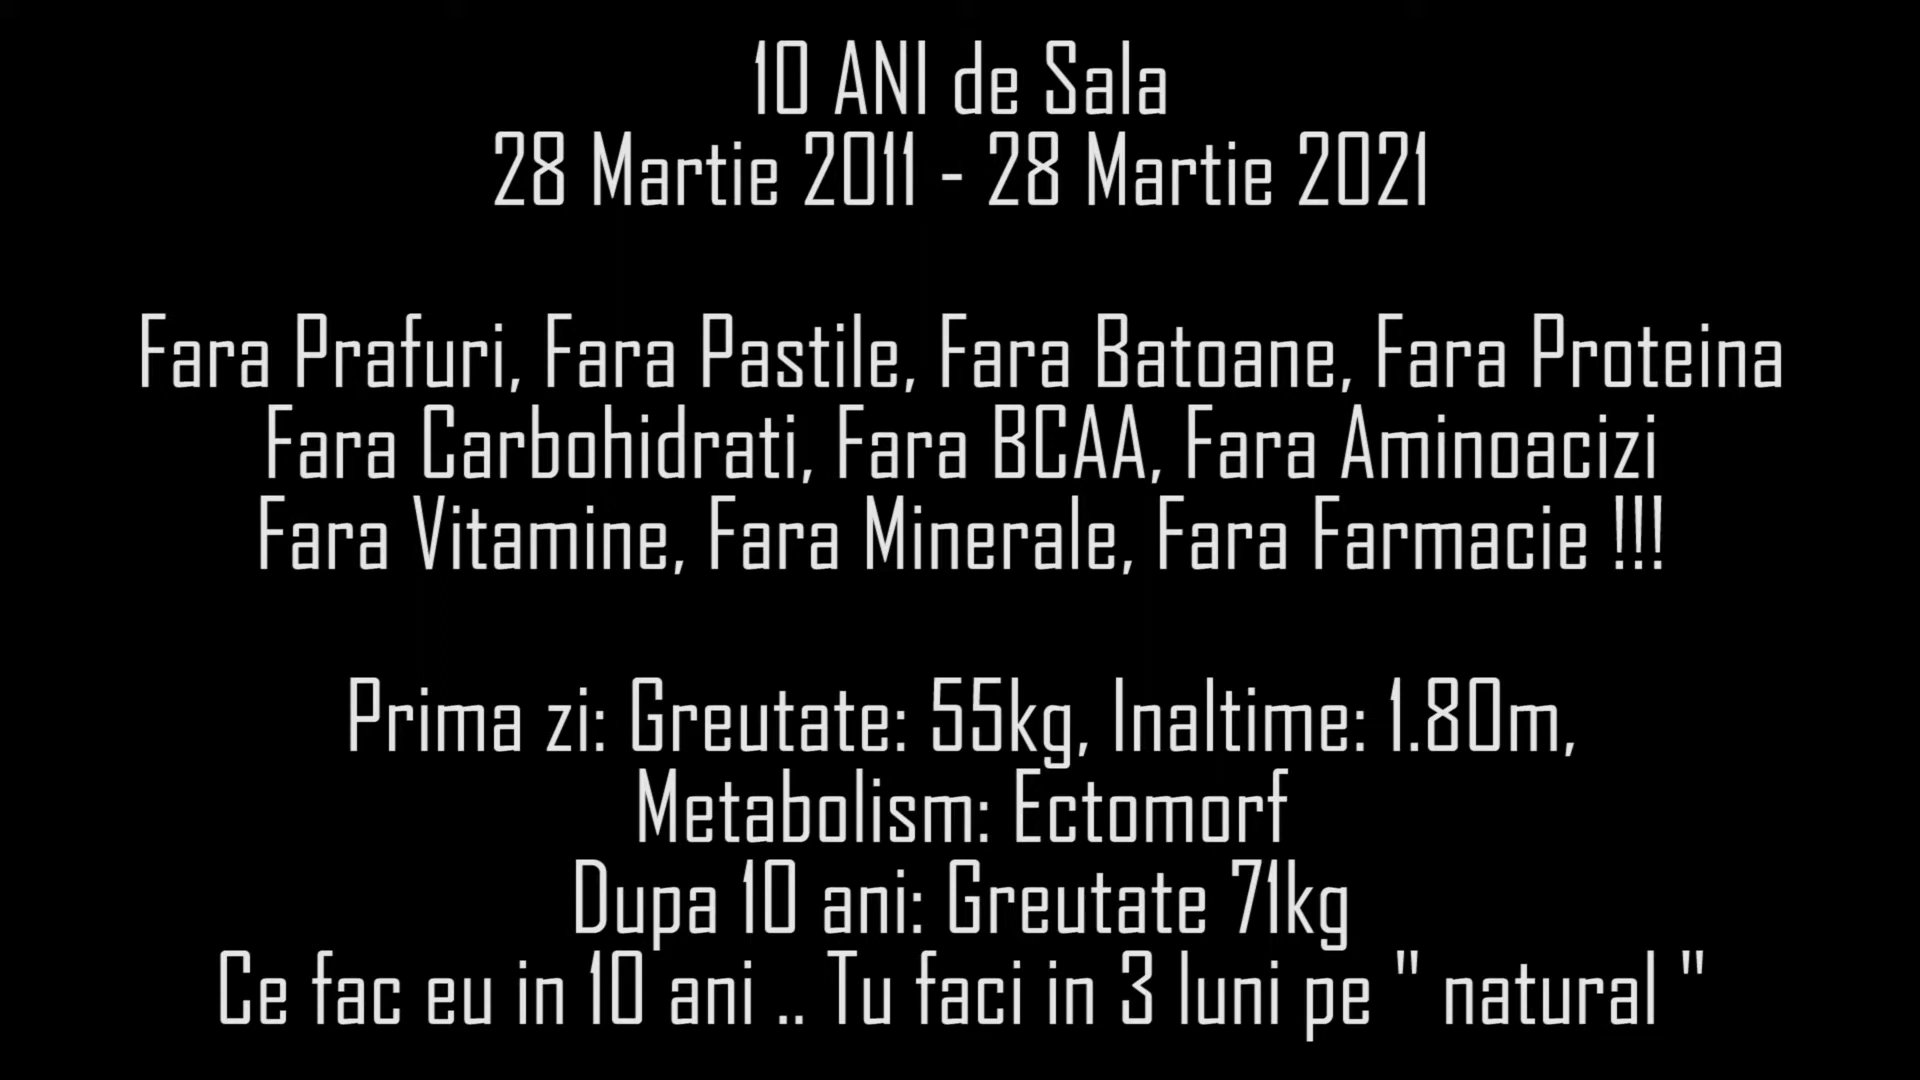 10 ANI de Sala
28 Martie 2011 - 28 Martie 2021
Fara Prafuri, Fara Pastile, Fara Batoane, Fara Proteina
Fara Carbohidrati, Fara BCAA, Fara Aminoacizi
Fara Vitamine, Fara Minerale, Fara Farmacie !!!
Prima zi: Greutate: 55kg, Inaltime: 1.80m,
Metabolism: Ectomorf
Dupa 10 ani: Greutate 71kg
Ce fac eu in 10 ani .. Tu faci in 3 luni pe " natural "